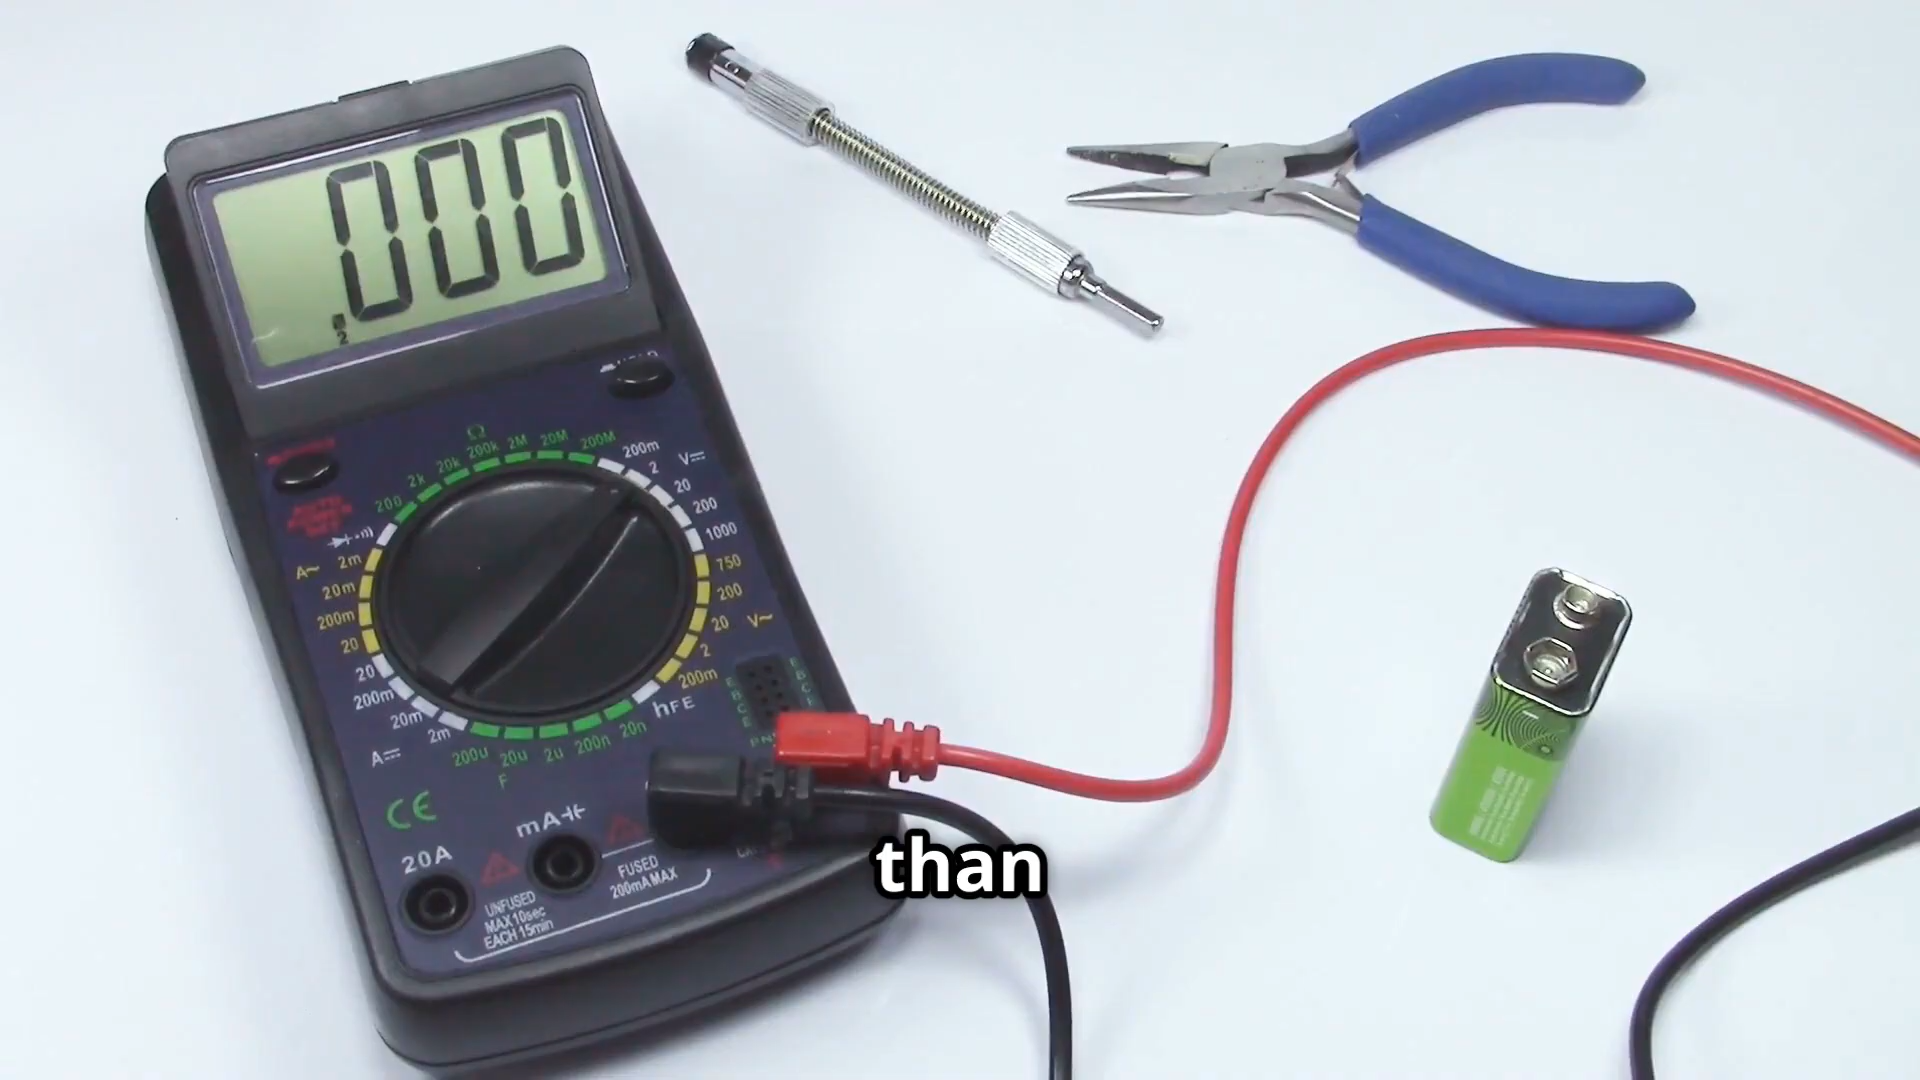 .000
2
200 2k 20k 200k 2M 20M 200M
Ω
200m 2 20 200 1000
V
750 200 20 2 200m
V~
hFE
A~
2m 20m 200m 20
20 200m 20m 2m
A
200u 20u 2u 200n 20n
F
E B C E
E B C
CE
mA
20A
FUSED
200mA MAX
UNFUSED
MAX 10sec
EACH 15min
than